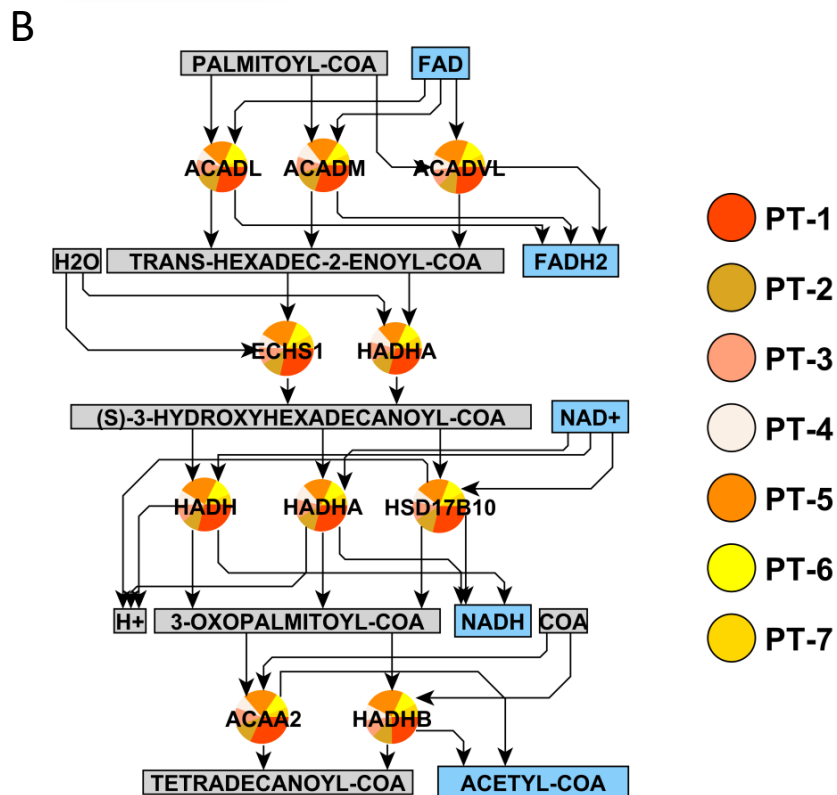 B
PALMITOYL-COA
FAD
ACADL
ACADM
ACADVL
H2O
TRANS-HEXADEC-2-ENOYL-COA
FADH2
ECHS1
HADHA
(S)-3-HYDROXYHEXADECANOYL-COA
NAD+
HADH
HADHA
HSD17B10
H+
3-OXOPALMITOYL-COA
NADH
COA
ACAA2
HADHB
TETRADECANOYL-COA
ACETYL-COA
PT-1
PT-2
PT-3
PT-4
PT-5
PT-6
PT-7